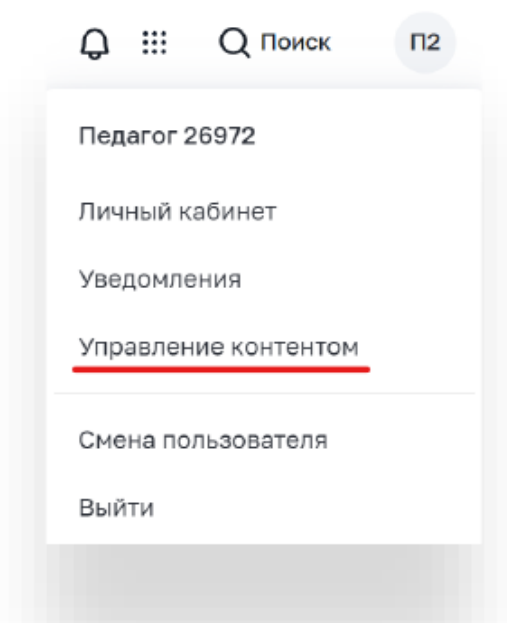 Поиск П2
Педагог 26972
Личный кабинет
Уведомления
Управление контентом
Смена пользователя
Выйти